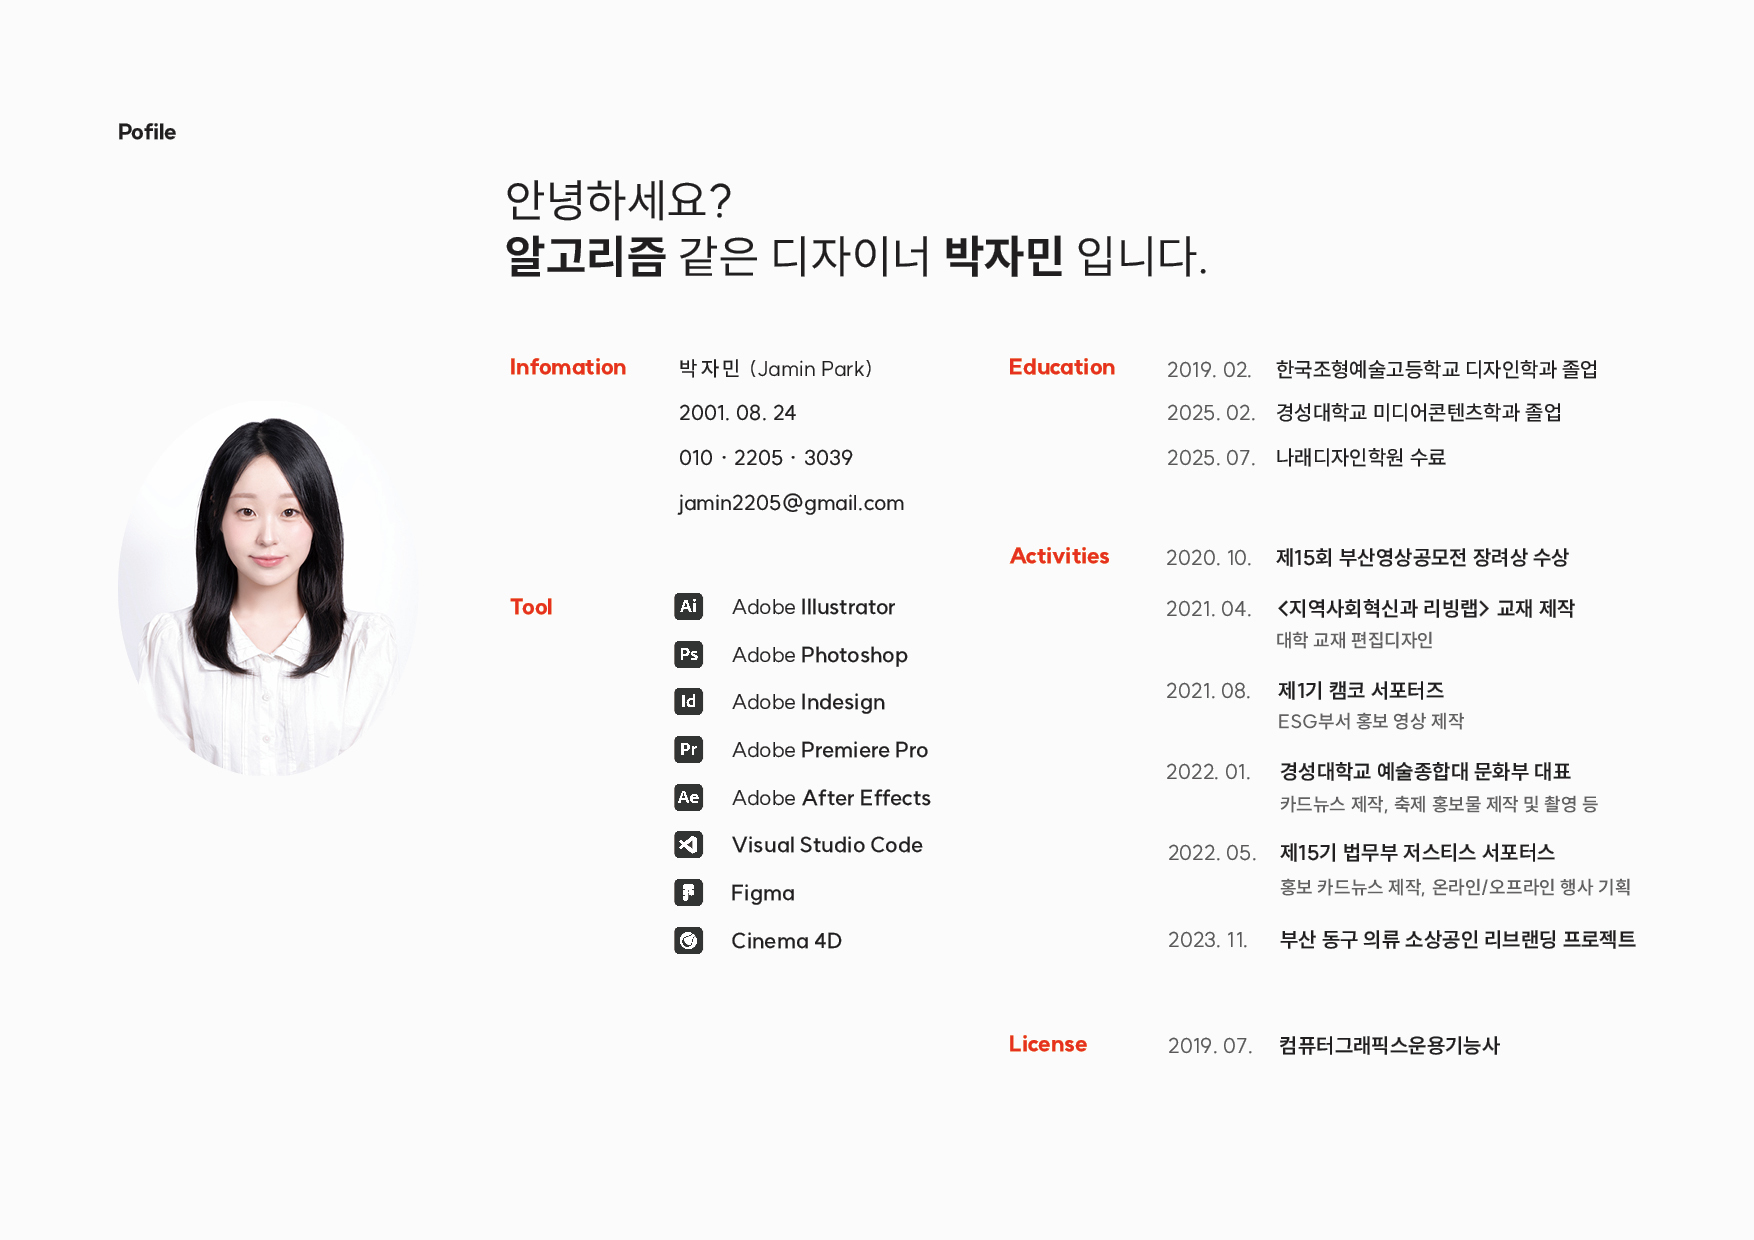 Pofile
안녕하세요?
알고리즘 같은 디자이너 박자민 입니다.
Infomation
박자민 (Jamin Park)
2001. 08. 24
010 · 2205 · 3039
jamin2205@gmail.com
Tool
Ai Adobe Illustrator
Ps Adobe Photoshop
Id Adobe Indesign
Pr Adobe Premiere Pro
Ae Adobe After Effects
Visual Studio Code
Figma
Cinema 4D
Education
2019. 02. 한국조형예술고등학교 디자인학과 졸업
2025. 02. 경성대학교 미디어콘텐츠학과 졸업
2025. 07. 나래디자인학원 수료
Activities
2020. 10. 제15회 부산영상공모전 장려상 수상
2021. 04. <지역사회혁신과 리빙랩> 교재 제작
대학 교재 편집디자인
2021. 08. 제1기 캠코 서포터즈
ESG부서 홍보 영상 제작
2022. 01. 경성대학교 예술종합대 문화부 대표
카드뉴스 제작, 축제 홍보물 제작 및 촬영 등
2022. 05. 제15기 법무부 저스티스 서포터스
홍보 카드뉴스 제작, 온라인/오프라인 행사 기획
2023. 11. 부산 동구 의류 소상공인 리브랜딩 프로젝트
License
2019. 07. 컴퓨터그래픽스운용기능사